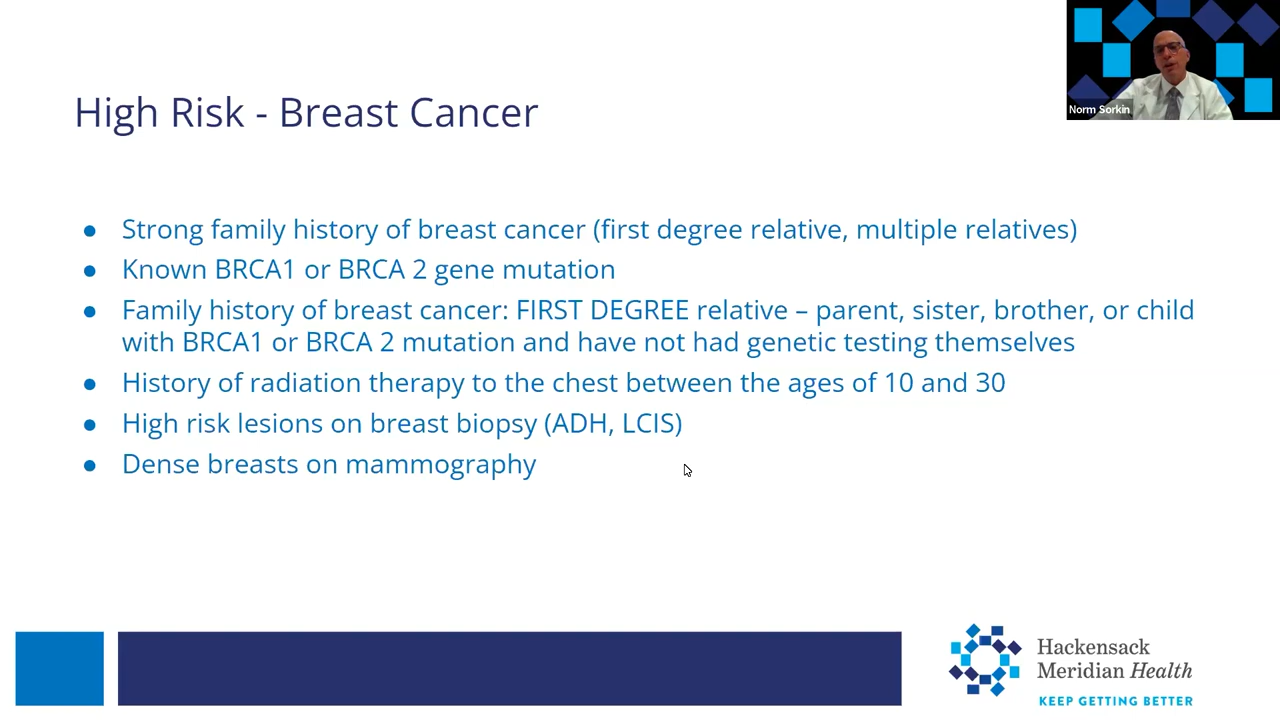 Norm Sorkin
High Risk - Breast Cancer
● Strong family history of breast cancer (first degree relative, multiple relatives)
● Known BRCA1 or BRCA 2 gene mutation
● Family history of breast cancer: FIRST DEGREE relative – parent, sister, brother, or child
with BRCA1 or BRCA 2 mutation and have not had genetic testing themselves
● History of radiation therapy to the chest between the ages of 10 and 30
● High risk lesions on breast biopsy (ADH, LCIS)
● Dense breasts on mammography
Hackensack
Meridian Health
KEEP GETTING BETTER